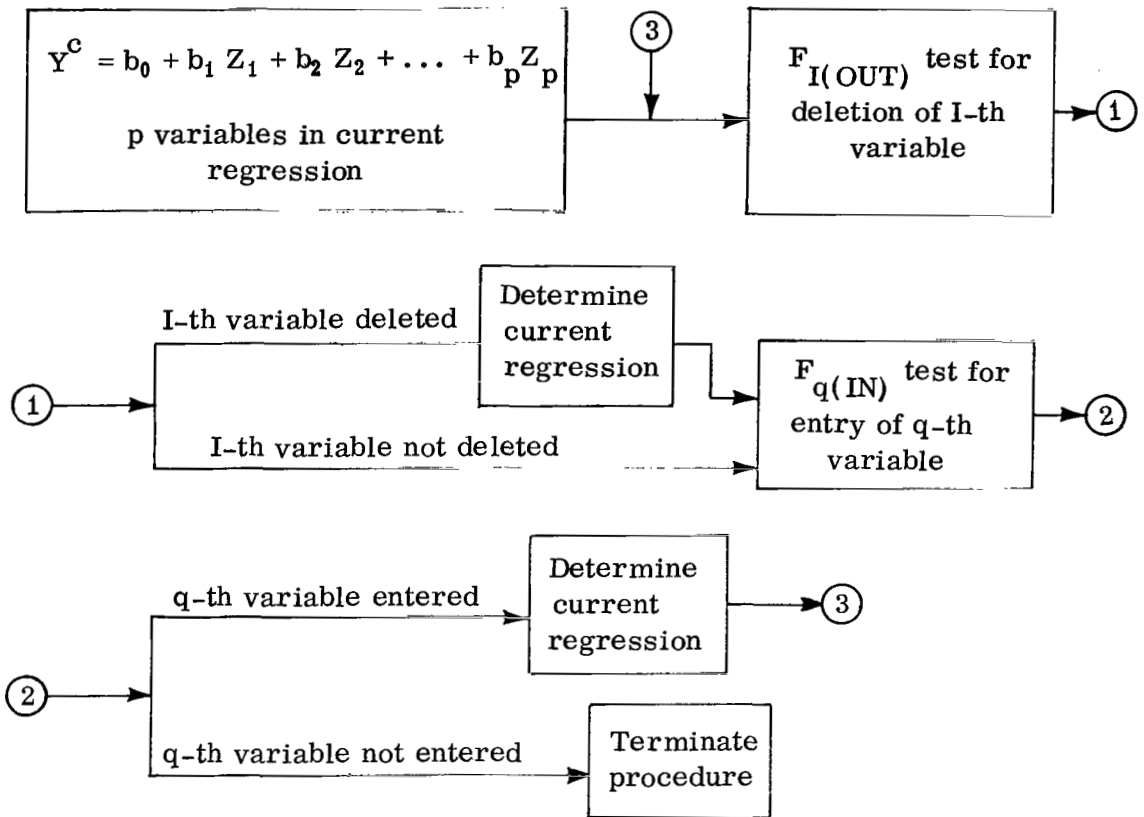 Y^c = b_0 + b_1 Z_1 + b_2 Z_2 + ... + b_p Z_p
p variables in current
regression
3
F_I(OUT) test for
deletion of I-th
variable
1
I-th variable deleted
Determine
current
regression
1
I-th variable not deleted
F_q(IN) test for
entry of q-th
variable
2
q-th variable entered
Determine
current
regression
3
2
q-th variable not entered
Terminate
procedure